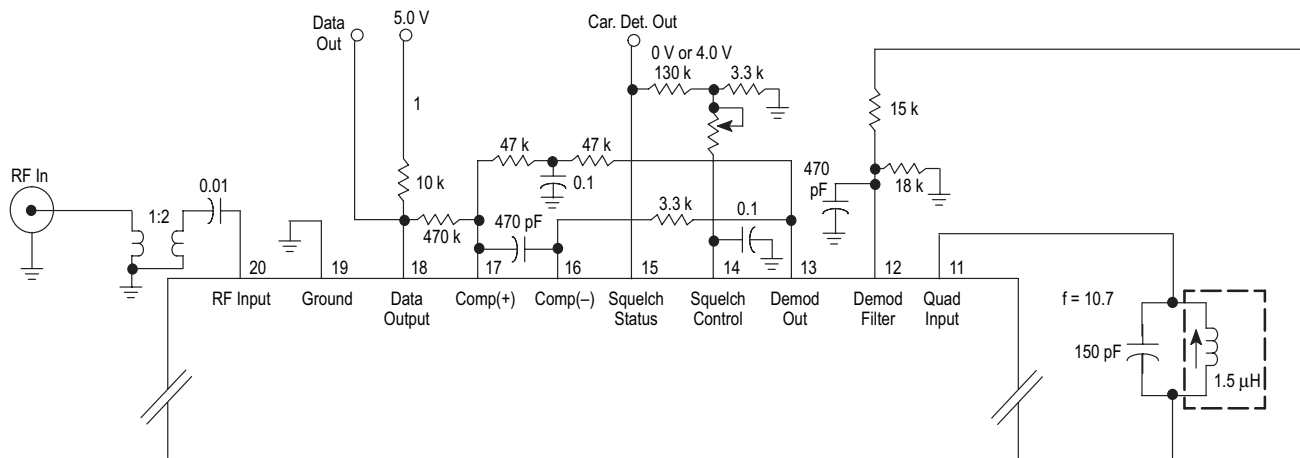 Data
Out
5.0 V
Car. Det. Out
0 V or 4.0 V
130 k
3.3 k
1
15 k
47 k
47 k
RF In
0.01
1:2
10 k
0.1
470
pF
18 k
470 k
470 pF
3.3 k
0.1
20
19
18
17
16
15
14
13
12
11
RF Input
Ground
Data
Output
Comp(+)
Comp(–)
Squelch
Status
Squelch
Control
Demod
Out
Demod
Filter
Quad
Input
f = 10.7
150 pF
1.5 μH